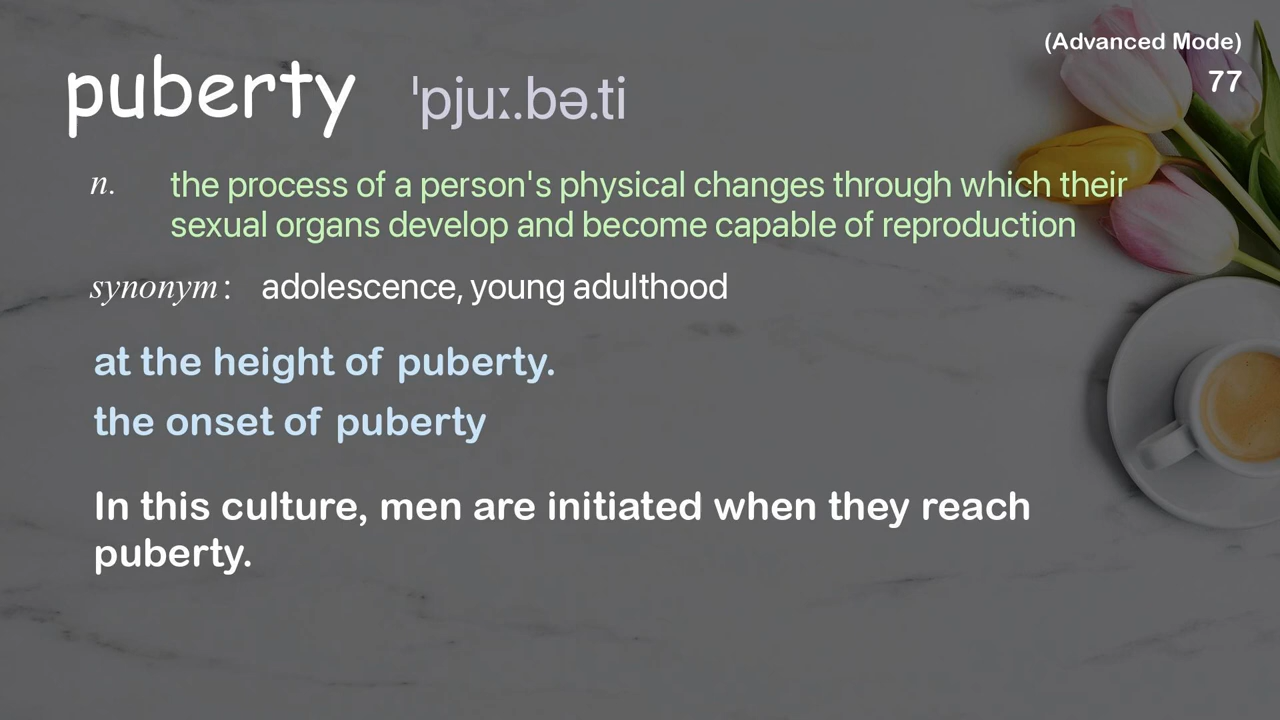 (Advanced Mode)
77
puberty ˈpjuː.bə.ti
n. the process of a person's physical changes through which their
sexual organs develop and become capable of reproduction
synonym: adolescence, young adulthood
at the height of puberty.
the onset of puberty
In this culture, men are initiated when they reach
puberty.